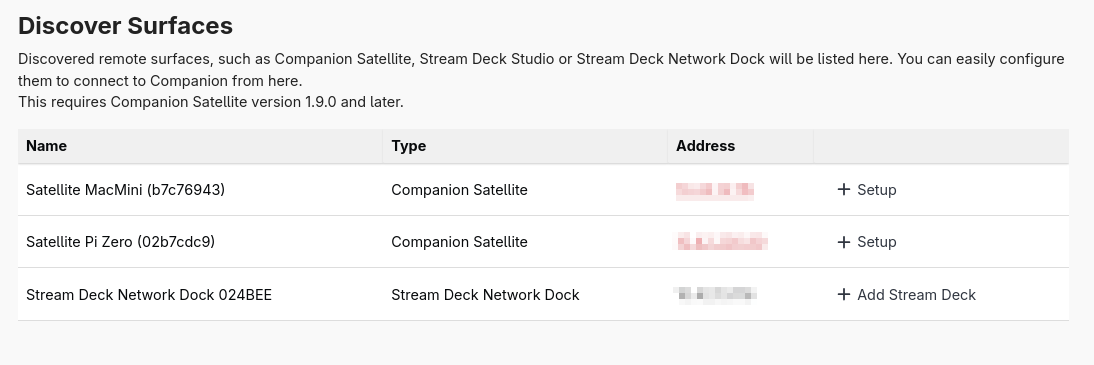 Discover Surfaces
Discovered remote surfaces, such as Companion Satellite, Stream Deck Studio or Stream Deck Network Dock will be listed here. You can easily configure
them to connect to Companion from here.
This requires Companion Satellite version 1.9.0 and later.
Name Type Address
Satellite MacMini (b7c76943) Companion Satellite + Setup
Satellite Pi Zero (02b7cdc9) Companion Satellite + Setup
Stream Deck Network Dock 024BEE Stream Deck Network Dock + Add Stream Deck